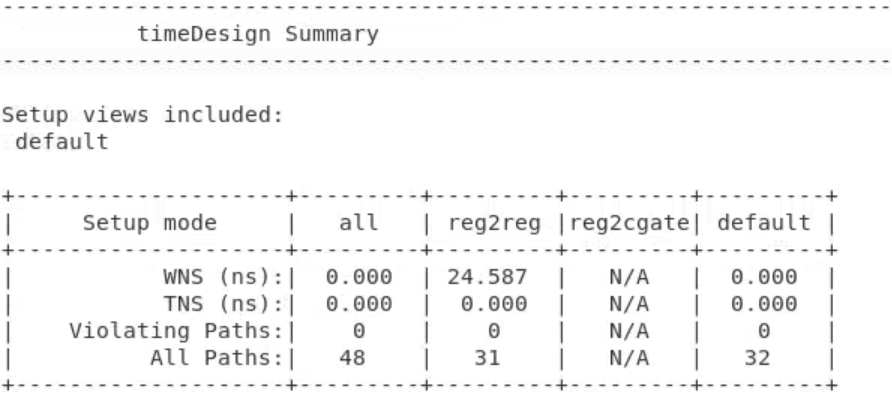 ------------------------------------------------------------------
          timeDesign Summary
------------------------------------------------------------------
Setup views included:
 default
+--------------------+---------+---------+---------+---------+
|     Setup mode     |   all   | reg2reg |reg2cgate| default |
+--------------------+---------+---------+---------+---------+
|           WNS (ns):|  0.000  | 24.587  |   N/A   |  0.000  |
|           TNS (ns):|  0.000  |  0.000  |   N/A   |  0.000  |
|    Violating Paths:|    0    |    0    |   N/A   |    0    |
|          All Paths:|   48    |   31    |   N/A   |   32    |
+--------------------+---------+---------+---------+---------+